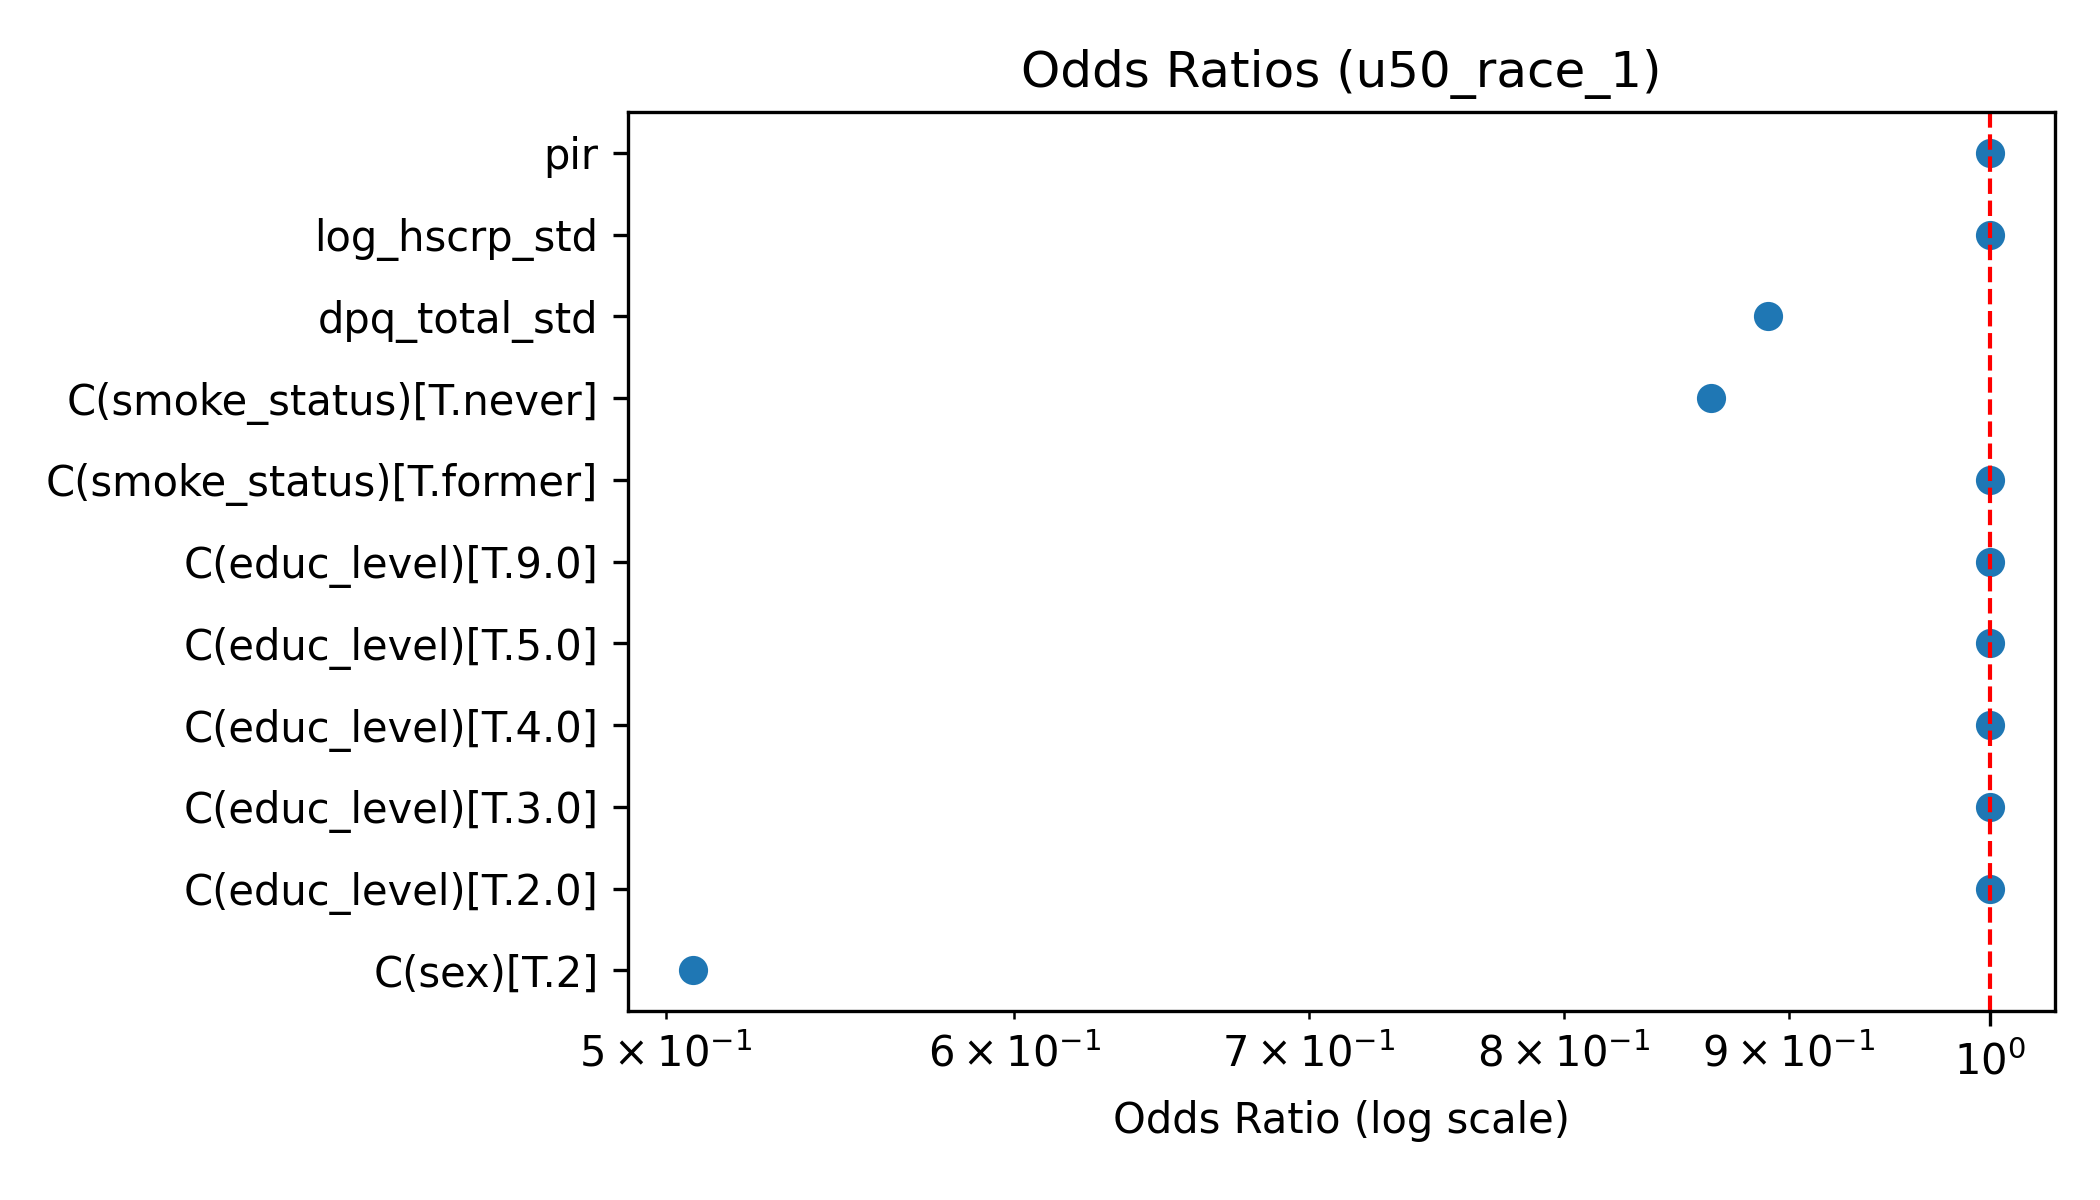 Odds Ratios (u50_race_1)
pir
log_hscrp_std
dpq_total_std
C(smoke_status)[T.never]
C(smoke_status)[T.former]
C(educ_level)[T.9.0]
C(educ_level)[T.5.0]
C(educ_level)[T.4.0]
C(educ_level)[T.3.0]
C(educ_level)[T.2.0]
C(sex)[T.2]
5 × 10⁻¹ 6 × 10⁻¹ 7 × 10⁻¹ 8 × 10⁻¹ 9 × 10⁻¹ 10⁰
Odds Ratio (log scale)